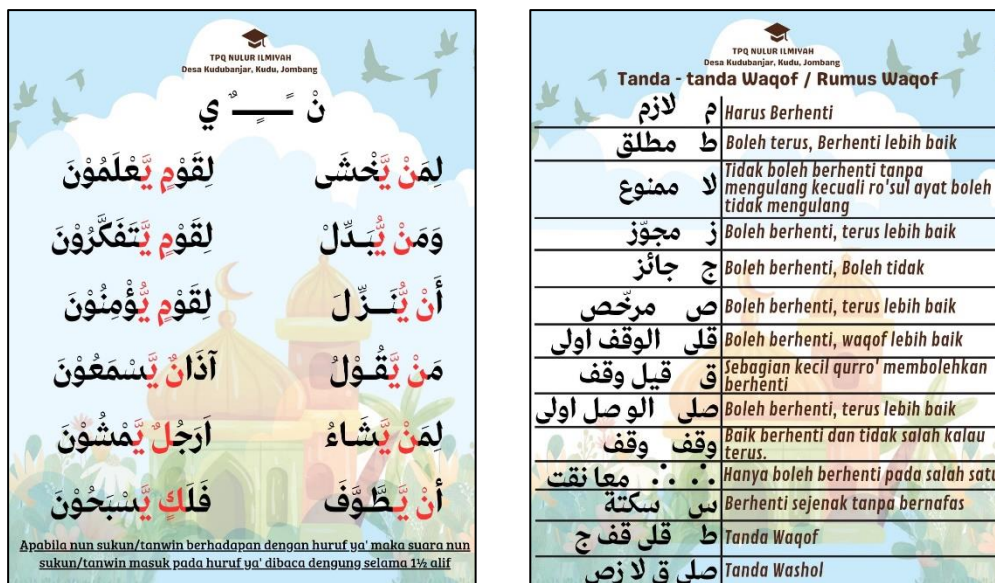 TPQ NULUR ILMIYAH
Desa Kudubanjar, Kudu, Jombang
نْ ـًـٍـٌ ي
لِمَنْ يَّخْشَى لِقَوْمٍ يَّعْلَمُوْنَ
وَمَنْ يُّبَـدِّلْ لِقَوْمٍ يَّتَفَكَّرُوْنَ
أَنْ يُّنَــزِّلَ لِقَوْمٍ يُّؤْمِنُوْنَ
مَنْ يَّقُـوْلُ آذَانٌ يَّسْمَعُوْنَ
لِمَنْ يَّشَـاءُ اَرَجُلٌ يَّمْشُوْنَ
أَنْ يَّطَّوَّفَ فَلَكٍ يَّسْبَحُوْنَ
Apabila nun sukun/tanwin berhadapan dengan huruf ya' maka suara nun
sukun/tanwin masuk pada huruf ya' dibaca dengung selama 1½ alif
TPQ NULUR ILMIYAH
Desa Kudubanjar, Kudu, Jombang
Tanda - tanda Waqof / Rumus Waqof
م لازم Harus Berhenti
ط مطلق Boleh terus, Berhenti lebih baik
لا ممنوع Tidak boleh berhenti tanpa
mengulang kecuali ro'sul ayat boleh
tidak mengulang
ز مجوّز Boleh berhenti, terus lebih baik
ج جائز Boleh berhenti, Boleh tidak
ص مرخّص Boleh berhenti, terus lebih baik
قلى الوقف اولى Boleh berhenti, waqof lebih baik
ق قيل وقف Sebagian kecil qurro' membolehkan
berhenti
صلى الوصل اولى Boleh berhenti, terus lebih baik
وقف وقف Baik berhenti dan tidak salah kalau
terus.
∴ ∴ معا نقت Hanya boleh berhenti pada salah satu
س سكتة Berhenti sejenak tanpa bernafas
ط قلى قف ج Tanda Waqof
صلى ق لا زص Tanda Washol